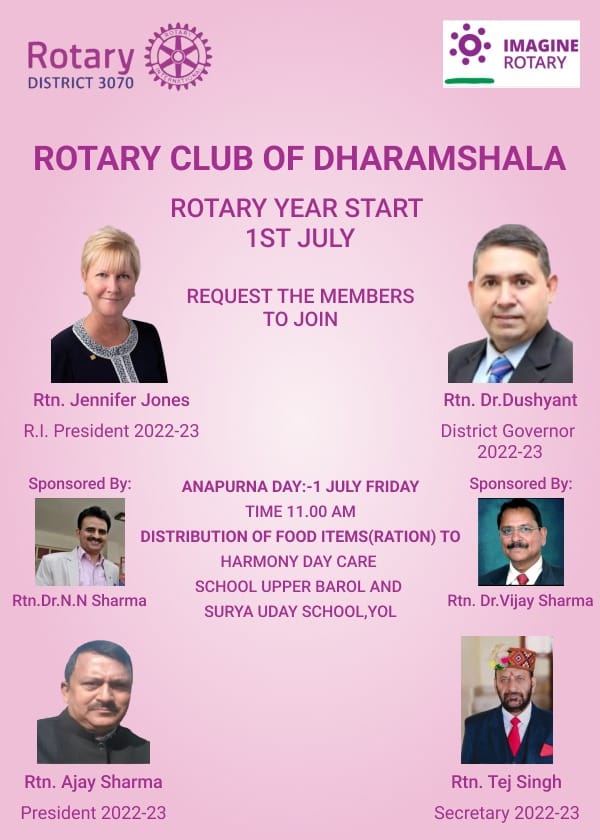 Rotary
DISTRICT 3070
ROTARY
INTERNATIONAL
IMAGINE
ROTARY
ROTARY CLUB OF DHARAMSHALA
ROTARY YEAR START
1ST JULY
REQUEST THE MEMBERS
TO JOIN
Rtn. Jennifer Jones
R.I. President 2022-23
Rtn. Dr.Dushyant
District Governor
2022-23
Sponsored By:
Rtn.Dr.N.N Sharma
ANAPURNA DAY:-1 JULY FRIDAY
TIME 11.00 AM
DISTRIBUTION OF FOOD ITEMS(RATION) TO
HARMONY DAY CARE
SCHOOL UPPER BAROL AND
SURYA UDAY SCHOOL,YOL
Sponsored By:
Rtn. Dr.Vijay Sharma
Rtn. Ajay Sharma
President 2022-23
Rtn. Tej Singh
Secretary 2022-23